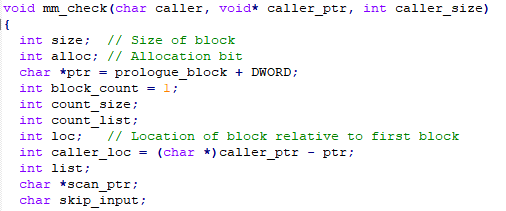 void mm_check(char caller, void* caller_ptr, int caller_size)
{
int size;  // Size of block
int alloc; // Allocation bit
char *ptr = prologue_block + DWORD;
int block_count = 1;
int count_size;
int count_list;
int loc;   // Location of block relative to first block
int caller_loc = (char *)caller_ptr - ptr;
int list;
char *scan_ptr;
char skip_input;